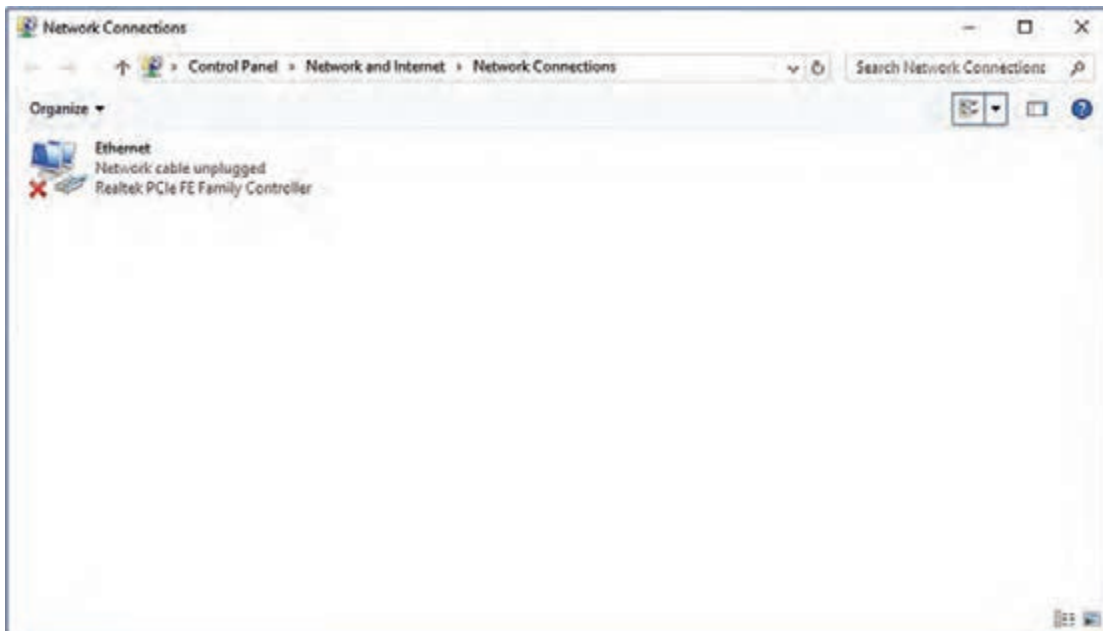 Network Connections
Control Panel > Network and Internet > Network Connections
Search Network Connections
Organize
Ethernet
Network cable unplugged
Realtek PCIe FE Family Controller